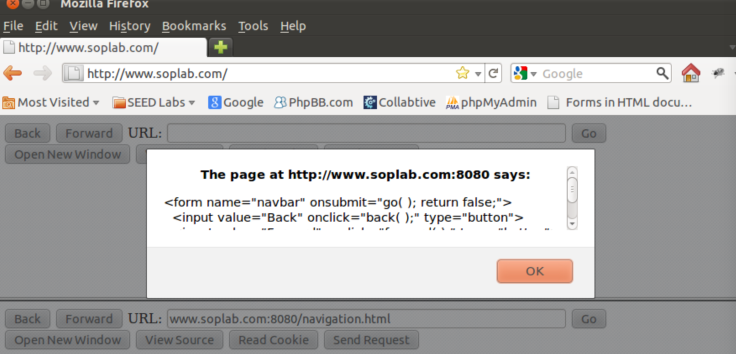 Mozilla Firefox
File Edit View History Bookmarks Tools Help
http://www.soplab.com/
http://www.soplab.com/ Google
Most Visited SEED Labs Google PhpBB.com Collabtive phpMyAdmin Forms in HTML docu...
Back Forward URL: Go
Open New Window
The page at http://www.soplab.com:8080 says:
<form name="navbar" onsubmit="go( ); return false;">
<input value="Back" onclick="back( );" type="button">
OK
Back Forward URL: www.soplab.com:8080/navigation.html Go
Open New Window View Source Read Cookie Send Request